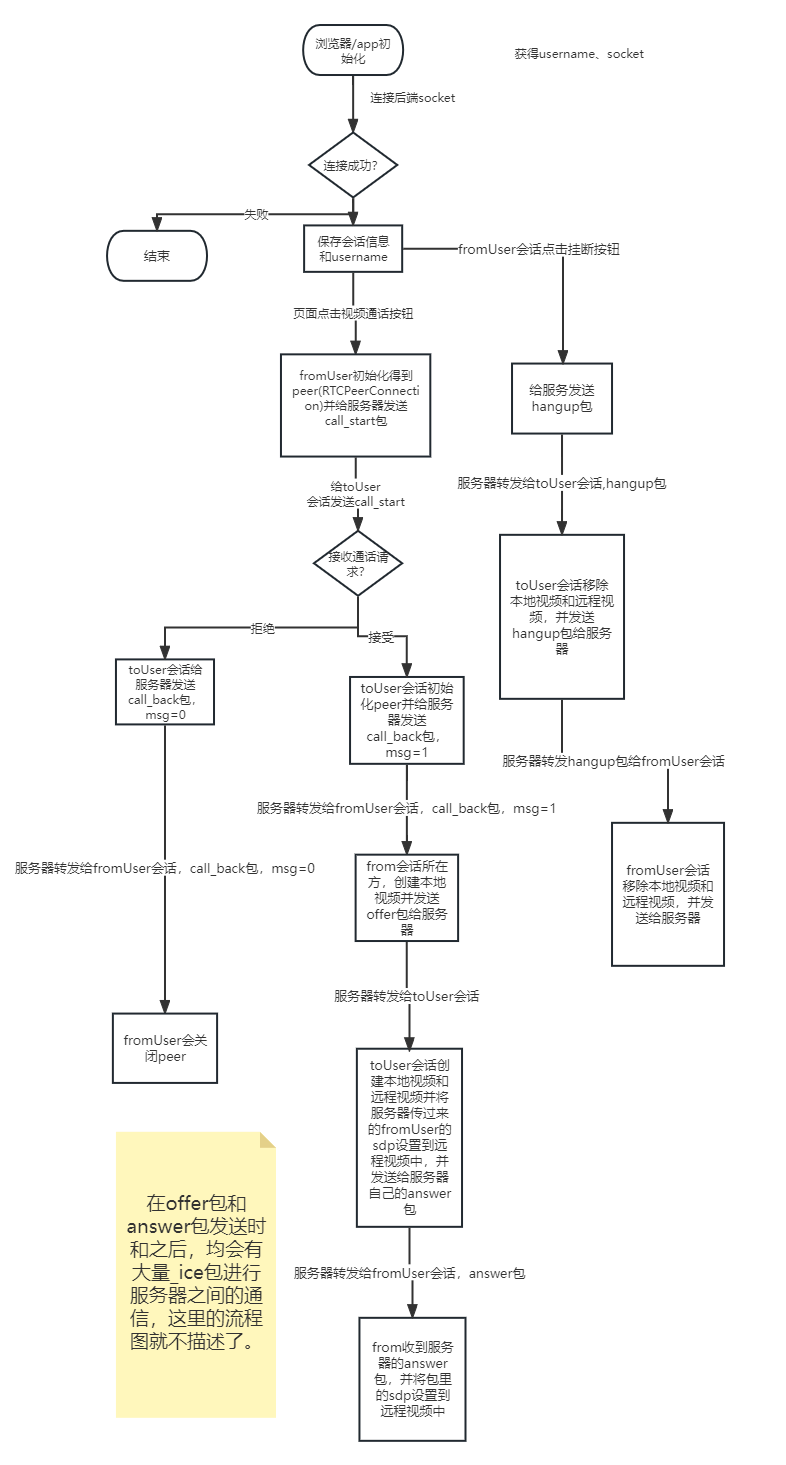 浏览器/app初
始化
获得username、socket
连接后端socket
连接成功？
失败
结束
保存会话信息
和username
fromUser会话点击挂断按钮
页面点击视频通话按钮
fromUser初始化得到
peer(RTCPeerConnecti
on)并给服务器发送
call_start包
给服务发送
hangup包
给toUser
会话发送call_start
服务器转发给toUser会话,hangup包
接收通话请
求？
toUser会话移除
本地视频和远程视
频，并发送
hangup包给服务
器
拒绝
接受
toUser会话给
服务器发送
call_back包，
msg=0
toUser会话初始
化peer并给服务
器发送
call_back包，
msg=1
服务器转发hangup包给fromUser会话
服务器转发给fromUser会话，call_back包，msg=1
fromUser会话
移除本地视频和
远程视频，并发
送给服务器
服务器转发给fromUser会话，call_back包，msg=0
from会话所在
方，创建本地
视频并发送
offer包给服务
器
服务器转发给toUser会话
fromUser会关
闭peer
toUser会话创
建本地视频和
远程视频并将
服务器传过来
的fromUser的
sdp设置到远
程视频中，并
发送给服务器
自己的answer
包
在offer包和
answer包发送时
和之后，均会有
大量_ice包进行
服务器之间的通
信，这里的流程
图就不描述了。
服务器转发给fromUser会话，answer包
from收到服务
器的answer
包，并将包里
的sdp设置到
远程视频中